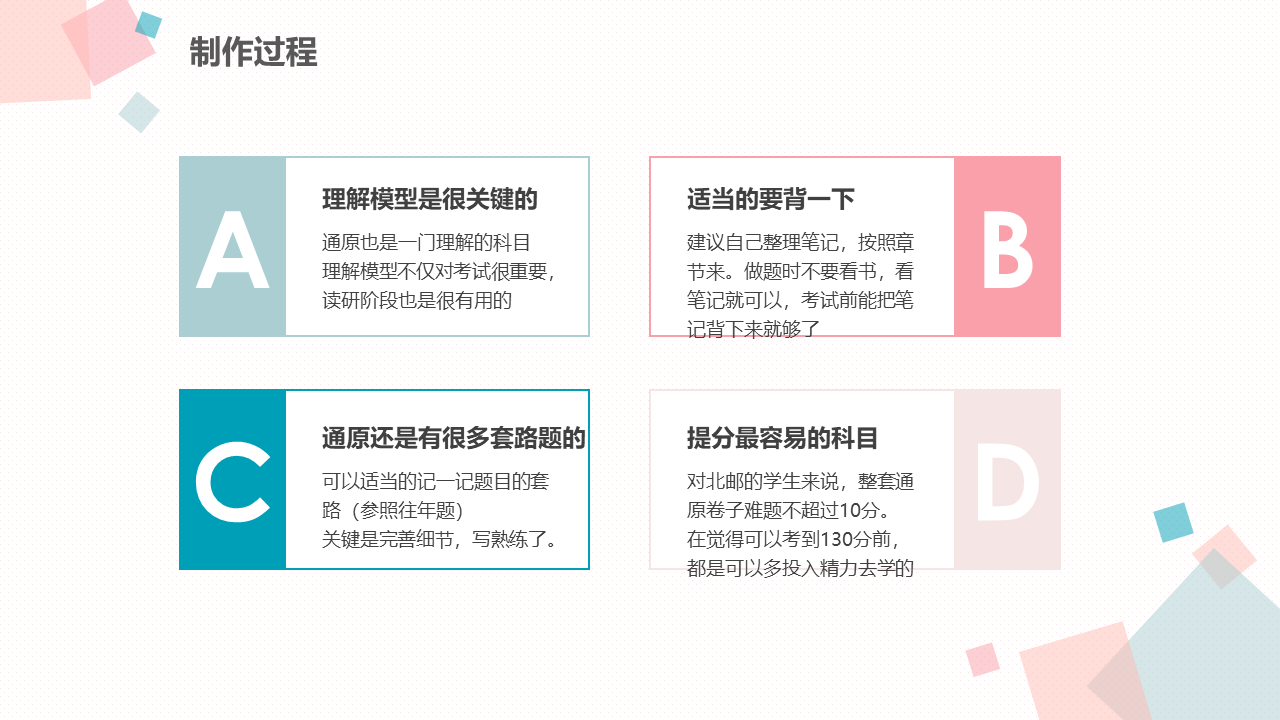 制作过程
A
理解模型是很关键的
通原也是一门理解的科目
理解模型不仅对考试很重要，
读研阶段也是很有用的
适当的要背一下
建议自己整理笔记，按照章
节来。做题时不要看书，看
笔记就可以，考试前能把笔
记背下来就够了
B
C
通原还是有很多套路题的
可以适当的记一记题目的套
路（参照往年题）
关键是完善细节，写熟练了。
提分最容易的科目
对北邮的学生来说，整套通
原卷子难题不超过10分。
在觉得可以考到130分前，
都是可以多投入精力去学的
D